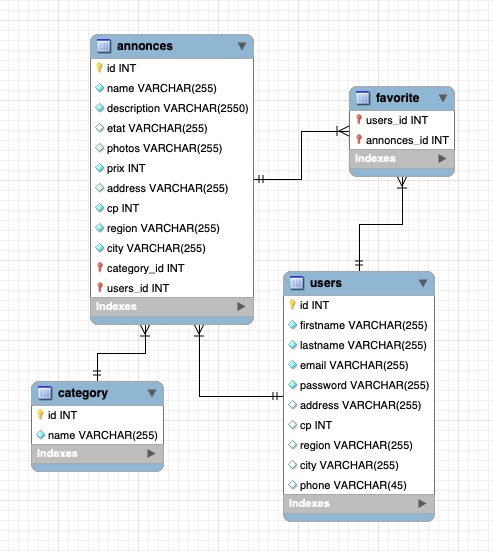 annonces
id INT
name VARCHAR(255)
description VARCHAR(2550)
etat VARCHAR(255)
photos VARCHAR(255)
prix INT
address VARCHAR(255)
cp INT
region VARCHAR(255)
city VARCHAR(255)
category_id INT
users_id INT
Indexes
favorite
users_id INT
annonces_id INT
Indexes
users
id INT
firstname VARCHAR(255)
lastname VARCHAR(255)
email VARCHAR(255)
password VARCHAR(255)
address VARCHAR(255)
cp INT
region VARCHAR(255)
city VARCHAR(255)
phone VARCHAR(45)
Indexes
category
id INT
name VARCHAR(255)
Indexes